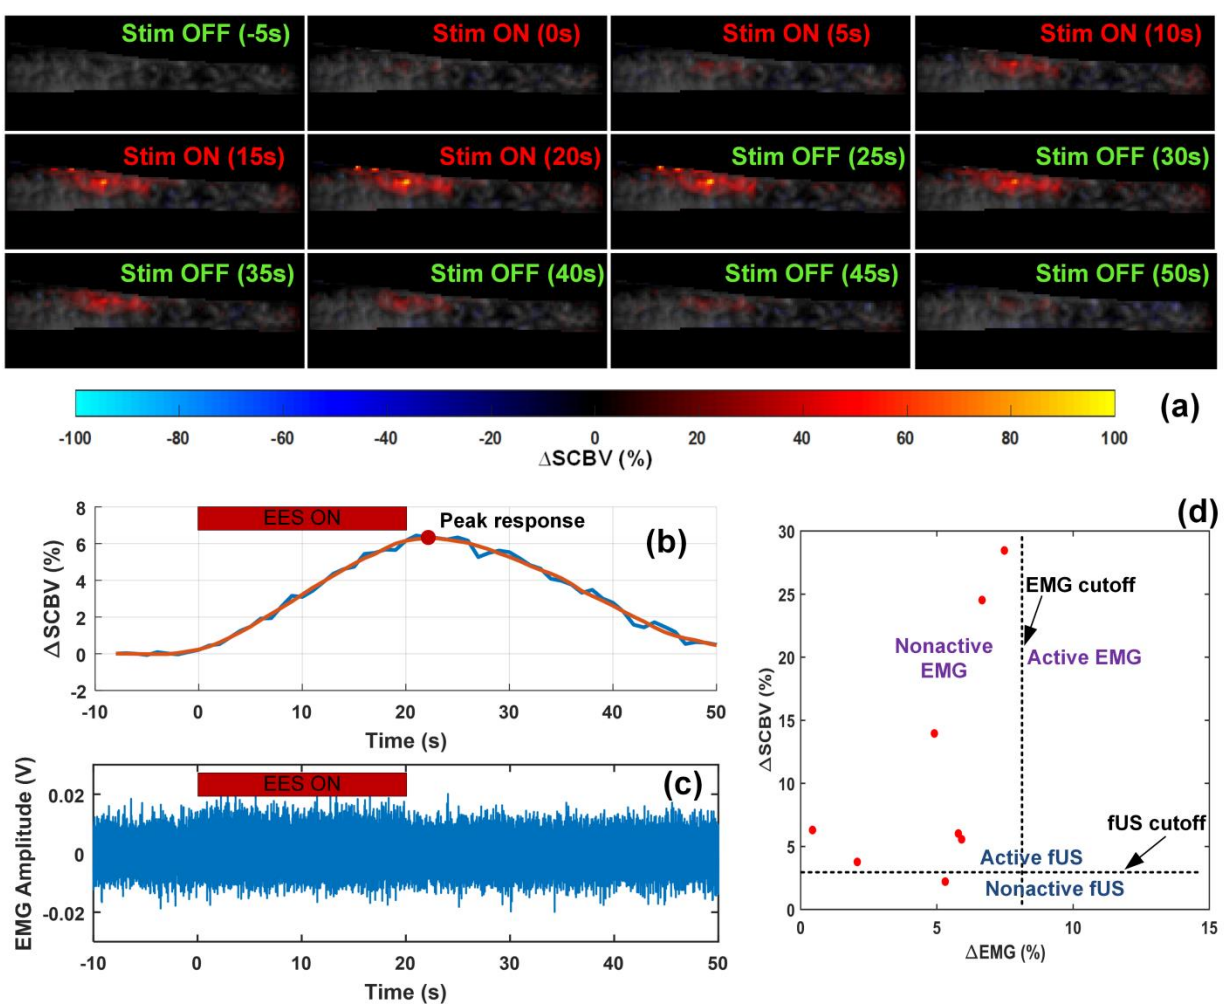 Stim OFF (-5s)
Stim ON (0s)
Stim ON (5s)
Stim ON (10s)
Stim ON (15s)
Stim ON (20s)
Stim OFF (25s)
Stim OFF (30s)
Stim OFF (35s)
Stim OFF (40s)
Stim OFF (45s)
Stim OFF (50s)
(a)
-100 -80 -60 -40 -20 0 20 40 60 80 100
ΔSCBV (%)
(b)
EES ON
Peak response
8
6
4
2
0
-2
ΔSCBV (%)
-10 0 10 20 30 40 50
Time (s)
(c)
EES ON
0.02
0
-0.02
EMG Amplitude (V)
-10 0 10 20 30 40 50
Time (s)
(d)
30
25
20
15
10
5
0
ΔSCBV (%)
EMG cutoff
Nonactive
EMG
Active EMG
fUS cutoff
Active fUS
Nonactive fUS
0 5 10 15
ΔEMG (%)